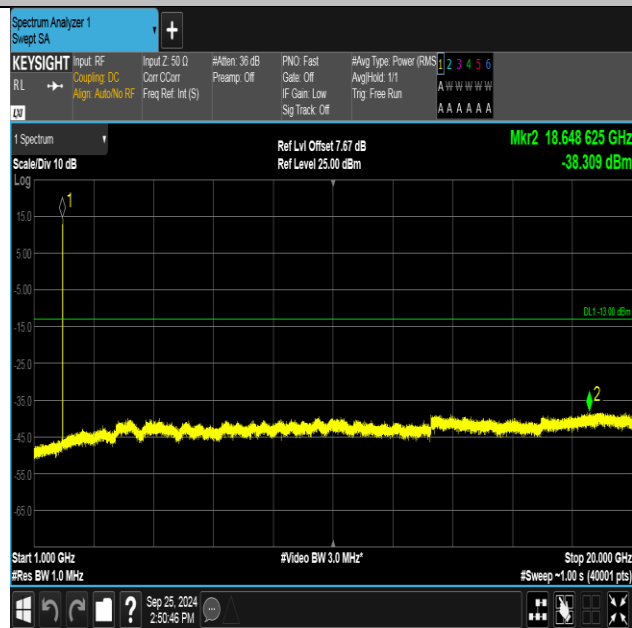 Spectrum Analyzer 1
Swept SA
+
KEYSIGHT
RL
LXI
Input: RF
Coupling: DC
Align: Auto/No RF
Input Z: 50 Ω
Corr CCorr
Freq Ref: Int (S)
#Atten: 36 dB
Preamp: Off
PNO: Fast
Gate: Off
IF Gain: Low
Sig Track: Off
#Avg Type: Power (RMS
Avg|Hold: 1/1
Trig: Free Run
1 2 3 4 5 6
A W W W W W
A A A A A A
1 Spectrum
Scale/Div 10 dB
Ref Lvl Offset 7.67 dB
Ref Level 25.00 dBm
Mkr2 18.648 625 GHz
-38.309 dBm
Log
15.0
5.00
-5.00
-15.0
-25.0
-35.0
-45.0
-55.0
-65.0
1
DL1 -13.00 dBm
2
Start 1.000 GHz
#Res BW 1.0 MHz
#Video BW 3.0 MHz*
Stop 20.000 GHz
#Sweep ~1.00 s (40001 pts)
?
Sep 25, 2024
2:50:46 PM